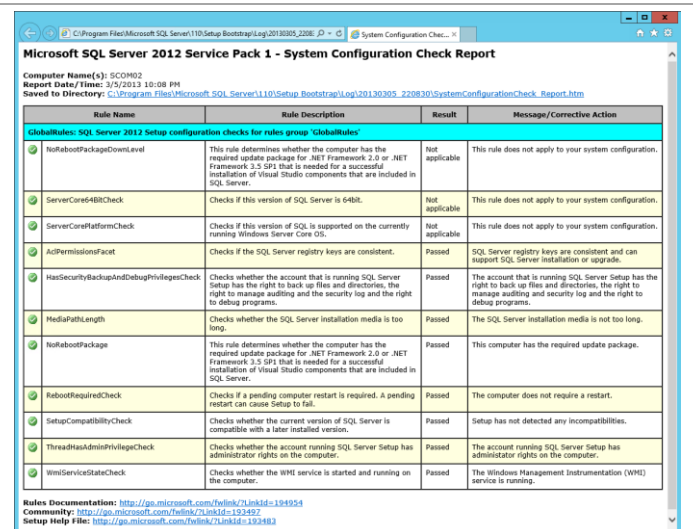 C:\Program Files\Microsoft SQL Server\110\Setup Bootstrap\Log\20130305_2208:
System Configuration Chec...
Microsoft SQL Server 2012 Service Pack 1 - System Configuration Check Report
Computer Name(s): SCOM02
Report Date/Time: 3/5/2013 10:08 PM
Saved to Directory: C:\Program Files\Microsoft SQL Server\110\Setup Bootstrap\Log\20130305_220830\SystemConfigurationCheck_Report.htm
Rule Name Rule Description Result Message/Corrective Action
GlobalRules: SQL Server 2012 Setup configuration checks for rules group 'GlobalRules'
NoRebootPackageDownLevel This rule determines whether the computer has the Not This rule does not apply to your system configuration.
required update package for .NET Framework 2.0 or .NET applicable
Framework 3.5 SP1 that is needed for a successful
installation of Visual Studio components that are included in
SQL Server.
ServerCore64BitCheck Checks if this version of SQL Server is 64bit. Not This rule does not apply to your system configuration.
applicable
ServerCorePlatformCheck Checks if this version of SQL is supported on the currently Not This rule does not apply to your system configuration.
running Windows Server Core OS. applicable
AclPermissionsFacet Checks if the SQL Server registry keys are consistent. Passed SQL Server registry keys are consistent and can
support SQL Server installation or upgrade.
HasSecurityBackupAndDebugPrivilegesCheck Checks whether the account that is running SQL Server Passed The account that is running SQL Server Setup has the
Setup has the right to back up files and directories, the right to back up files and directories, the right to
right to manage auditing and the security log and the right manage auditing and the security log and the right to
to debug programs. debug programs.
MediaPathLength Checks whether the SQL Server installation media is too Passed The SQL Server installation media is not too long.
long.
NoRebootPackage This rule determines whether the computer has the Passed This computer has the required update package.
required update package for .NET Framework 2.0 or .NET
Framework 3.5 SP1 that is needed for a successful
installation of Visual Studio components that are included in
SQL Server.
RebootRequiredCheck Checks if a pending computer restart is required. A pending Passed The computer does not require a restart.
restart can cause Setup to fail.
SetupCompatibilityCheck Checks whether the current version of SQL Server is Passed Setup has not detected any incompatibilities.
compatible with a later installed version.
ThreadHasAdminPrivilegeCheck Checks whether the account running SQL Server Setup has Passed The account running SQL Server Setup has
administrator rights on the computer. administrator rights on the computer.
WmiServiceStateCheck Checks whether the WMI service is started and running on Passed The Windows Management Instrumentation (WMI)
the computer. service is running.
Rules Documentation: http://go.microsoft.com/fwlink/?LinkId=194954
Community: http://go.microsoft.com/fwlink/?LinkId=193497
Setup Help File: http://go.microsoft.com/fwlink/?LinkId=193483